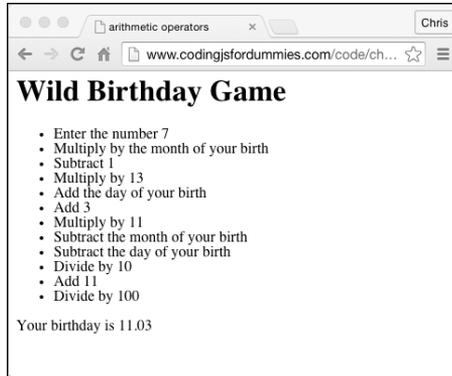 arithmetic operators
Chris
www.codingjsfordummies.com/code/ch...
Wild Birthday Game
• Enter the number 7
• Multiply by the month of your birth
• Subtract 1
• Multiply by 13
• Add the day of your birth
• Add 3
• Multiply by 11
• Subtract the month of your birth
• Subtract the day of your birth
• Divide by 10
• Add 11
• Divide by 100
Your birthday is 11.03